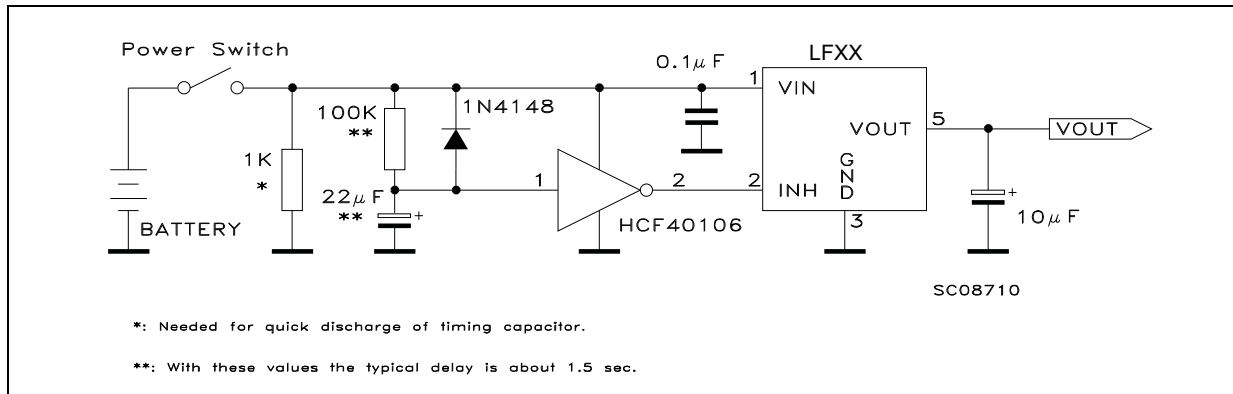 Power Switch
LFXX
0.1µF
1
VIN
100K
**
1N4148
5
VOUT
VOUT
GND
1K
*
1
2
2
INH
22µF
**
+
+
3
10µF
BATTERY
HCF40106
SC08710
*: Needed for quick discharge of timing capacitor.
**: With these values the typical delay is about 1.5 sec.